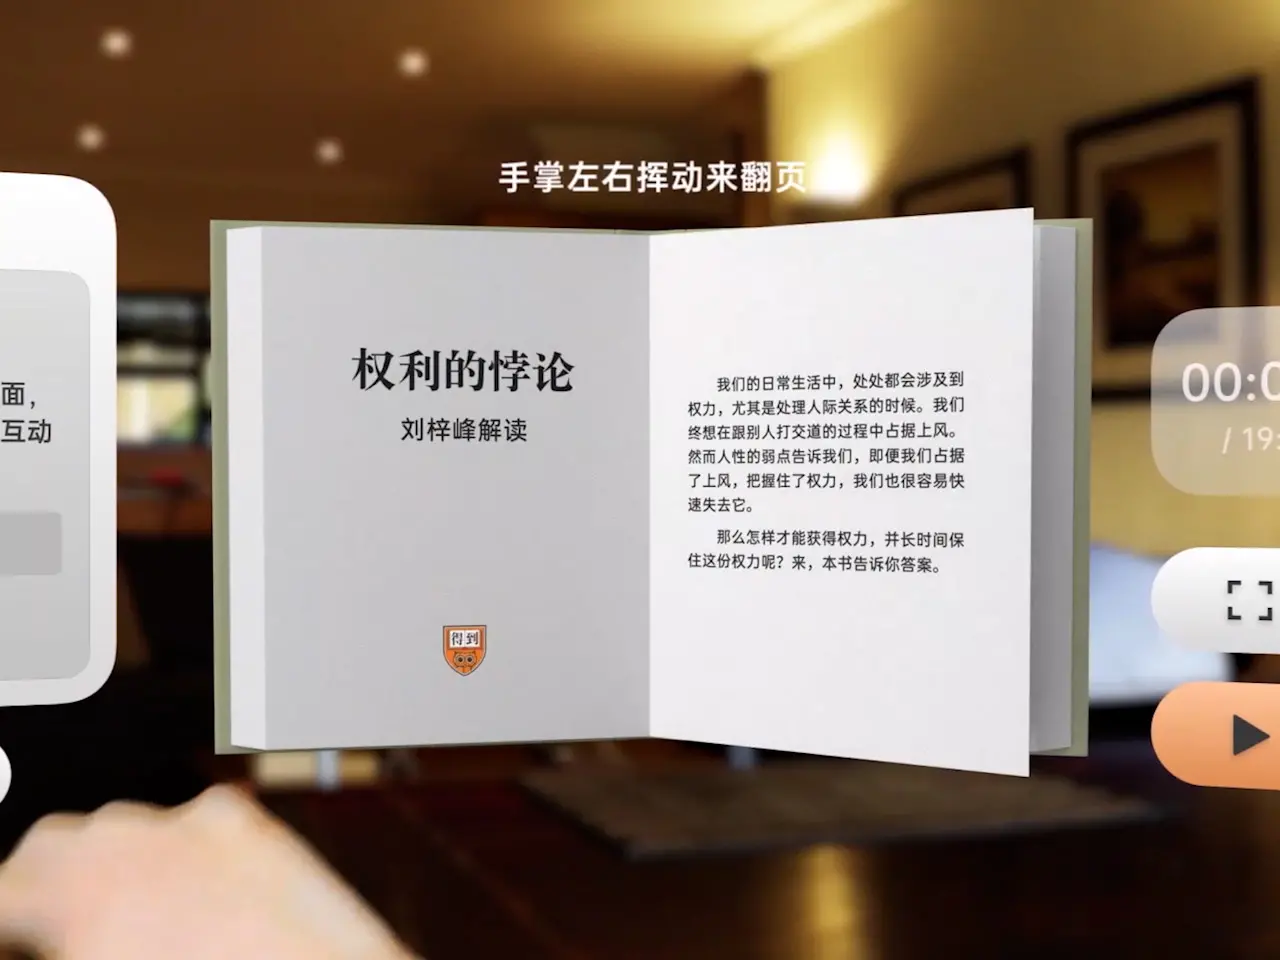 手掌左右挥动来翻页
面，
互动
权利的悖论
刘梓峰解读
得到
我们的日常生活中，处处都会涉及到
权力，尤其是处理人际关系的时候。我们
终想在跟别人打交道的过程中占据上风。
然而人性的弱点告诉我们，即便我们占据
了上风，把握住了权力，我们也很容易快
速失去它。
那么怎样才能获得权力，并长时间保
住这份权力呢？来，本书告诉你答案。
00:0
/ 19: